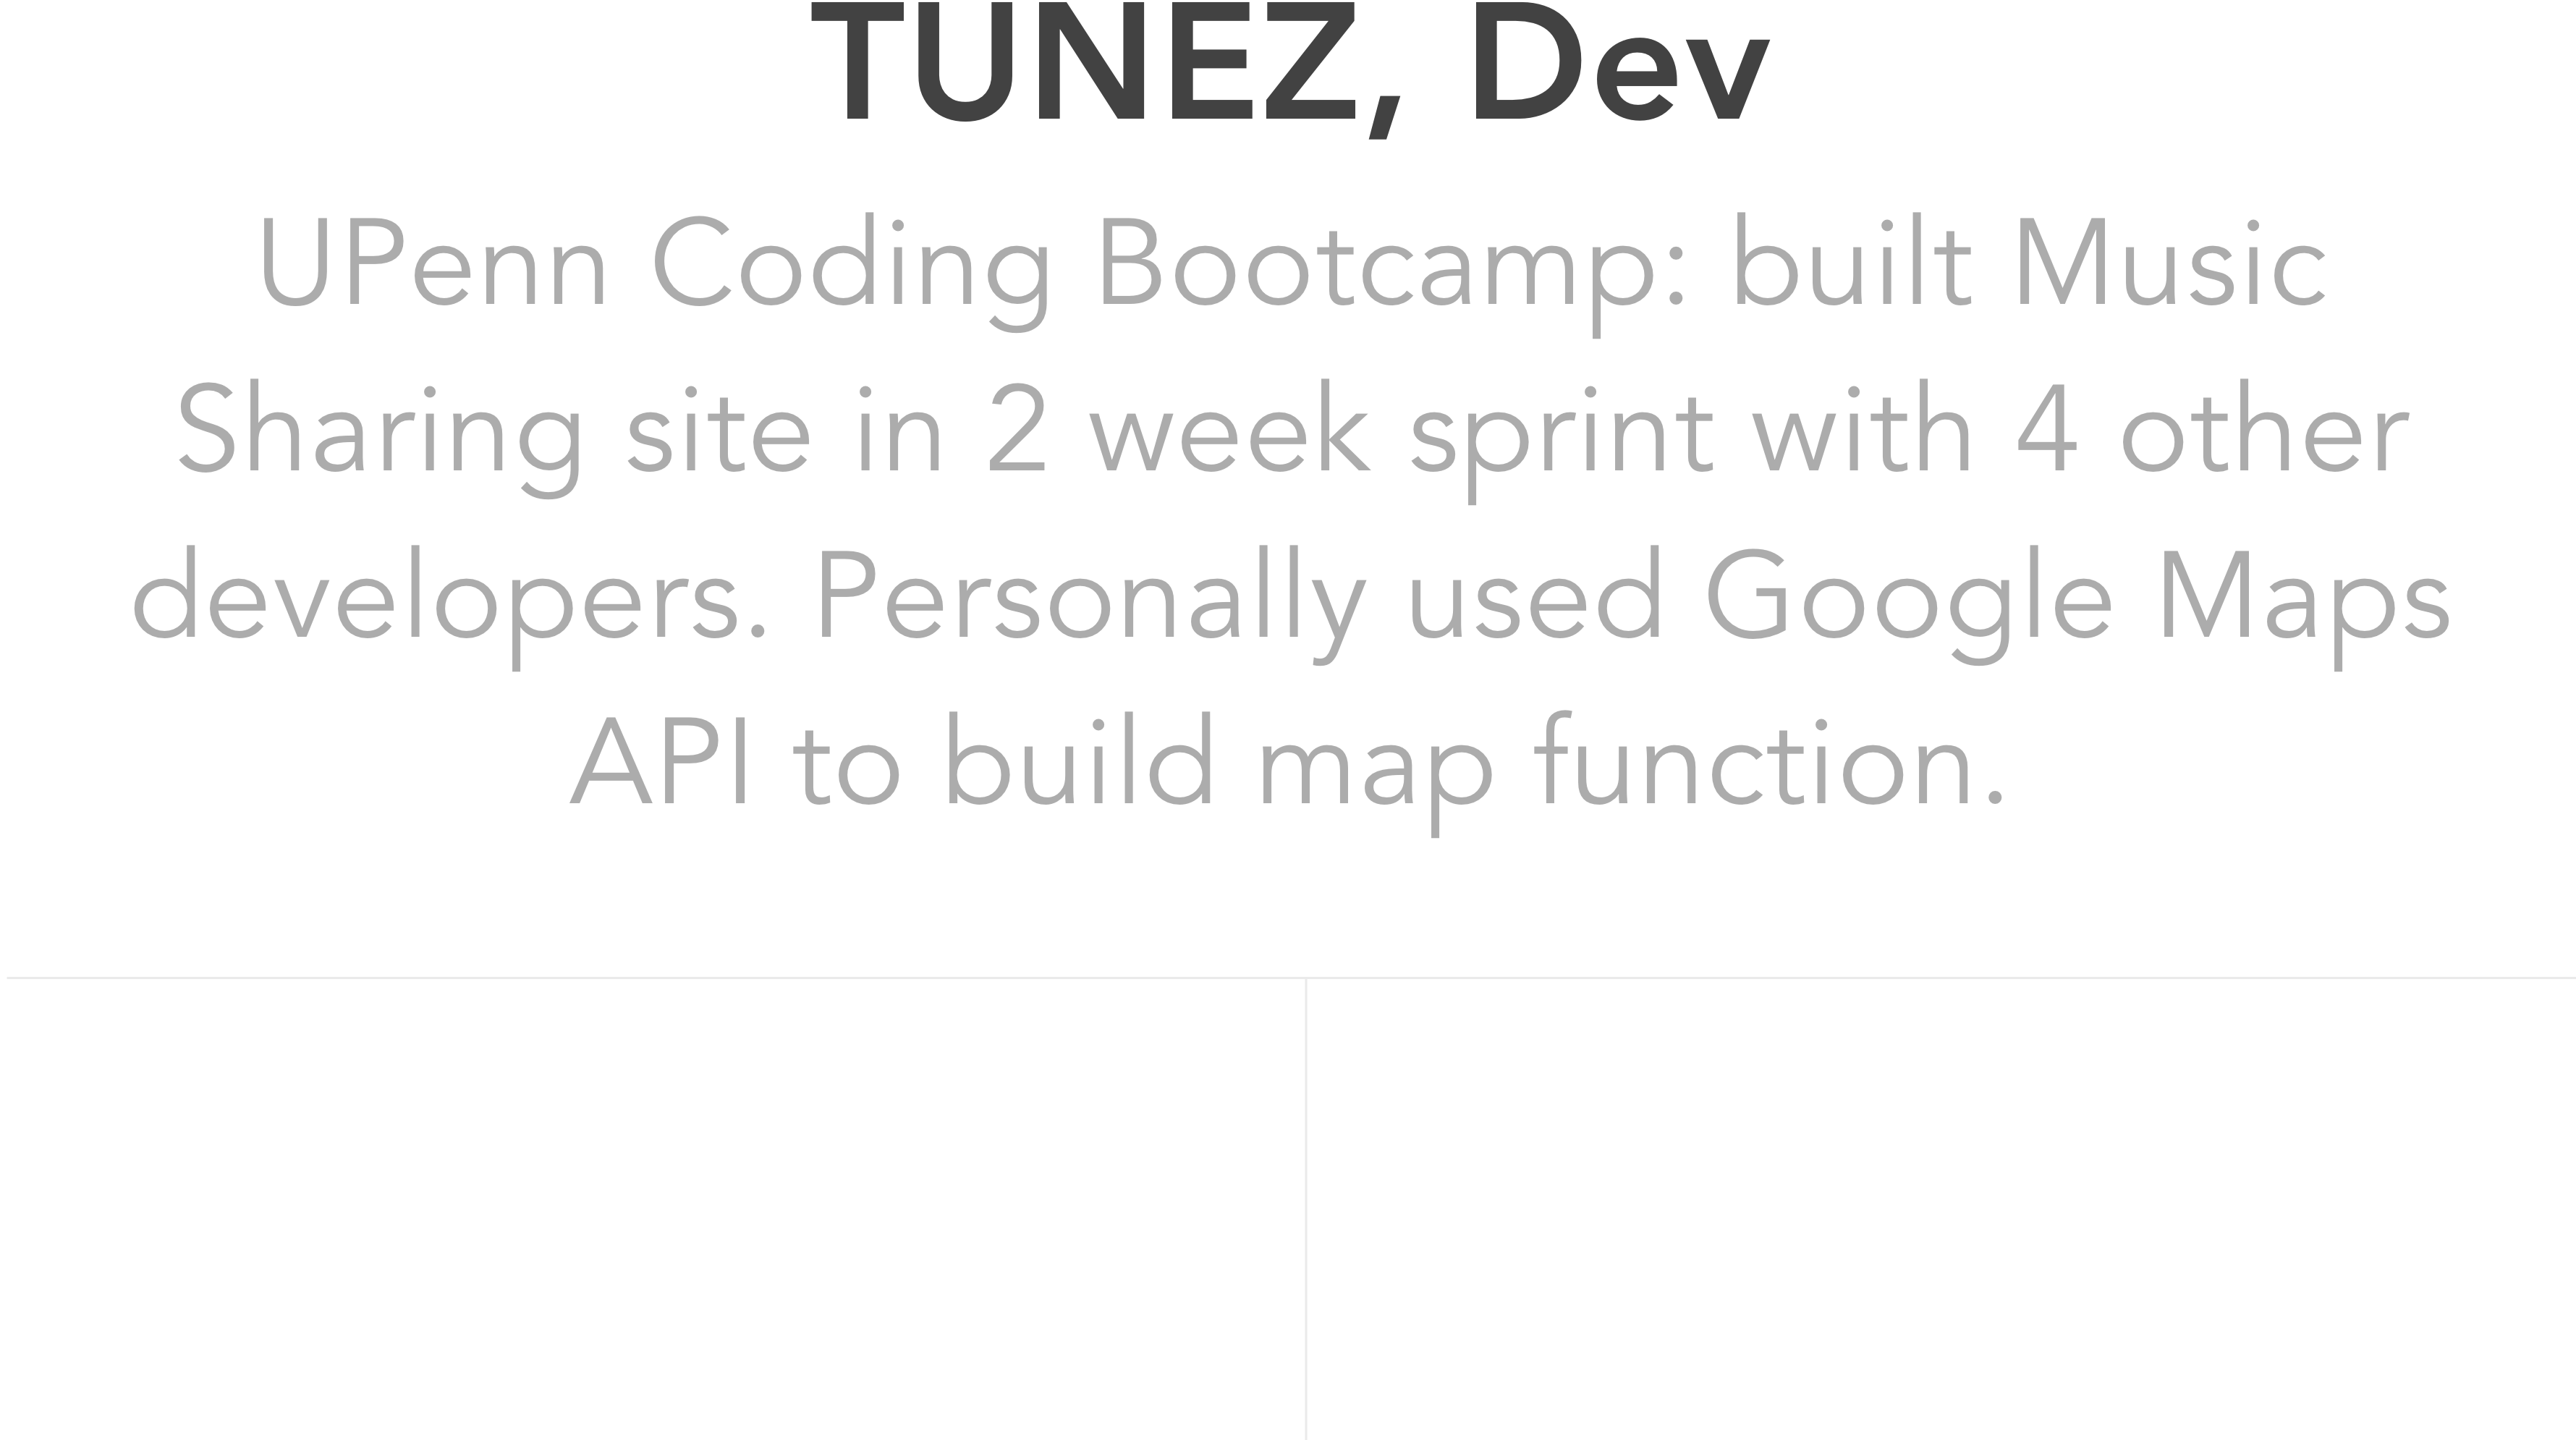 TUNEZ, Dev
UPenn Coding Bootcamp: built Music
Sharing site in 2 week sprint with 4 other
developers. Personally used Google Maps
API to build map function.